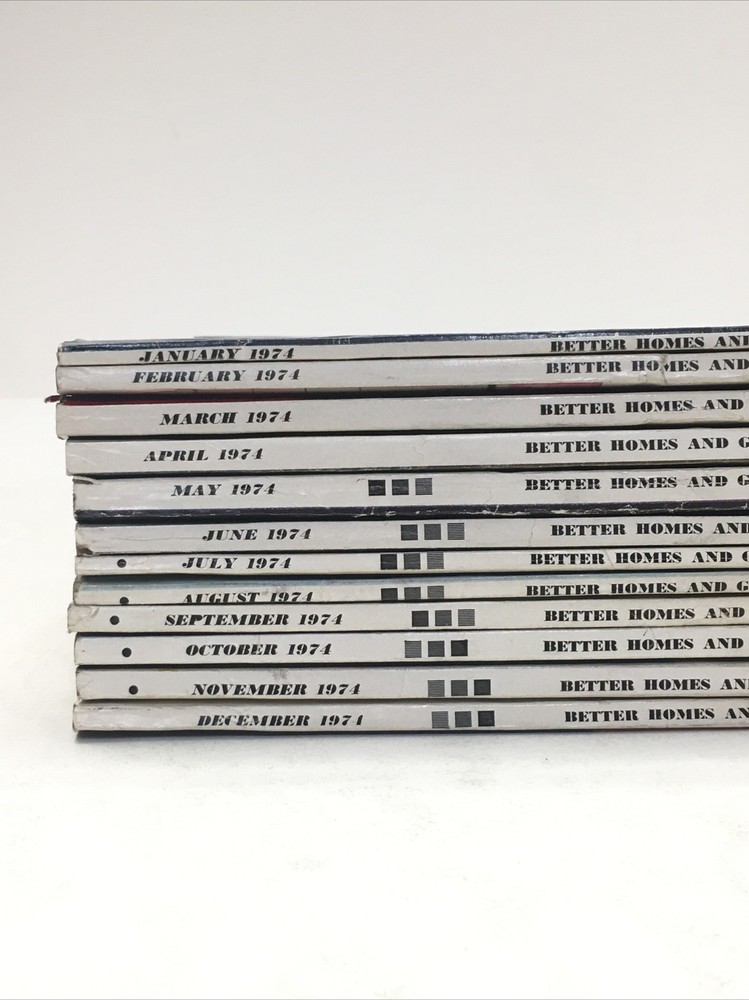 JANUARY 1974 BETTER HOMES AND
FEBRUARY 1974 BETTER HOMES AND
MARCH 1974 BETTER HOMES AND
APRIL 1974 BETTER HOMES AND G
MAY 1974 BETTER HOMES AND G
JUNE 1974 BETTER HOMES AND
JULY 1974 BETTER HOMES AND G
AUGUST 1974 BETTER HOMES AND G
SEPTEMBER 1974 BETTER HOMES AND
OCTOBER 1974 BETTER HOMES AND
NOVEMBER 1974 BETTER HOMES AN
DECEMBER 1974 BETTER HOMES AN